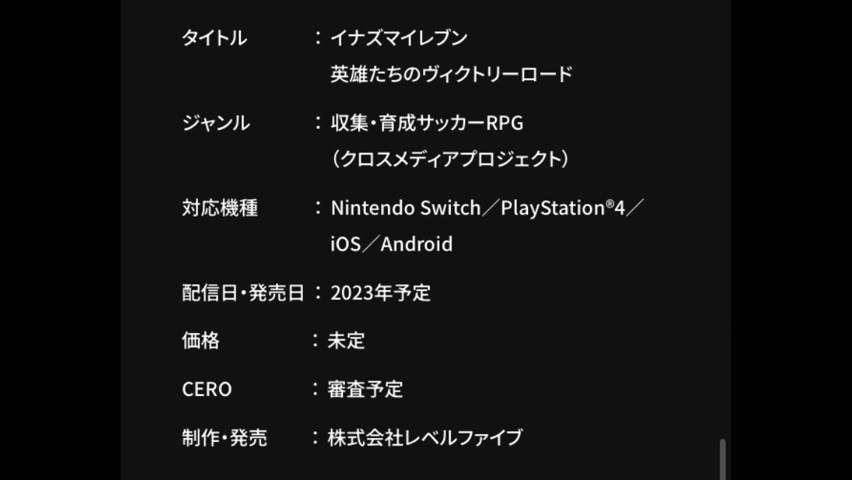 タイトル ：イナズマイレブン
英雄たちのヴィクトリーロード
ジャンル ：収集・育成サッカーRPG
（クロスメディアプロジェクト）
対応機種 ：Nintendo Switch／PlayStation®4／
iOS／Android
配信日・発売日：2023年予定
価格 ：未定
CERO ：審査予定
制作・発売 ：株式会社レベルファイブ